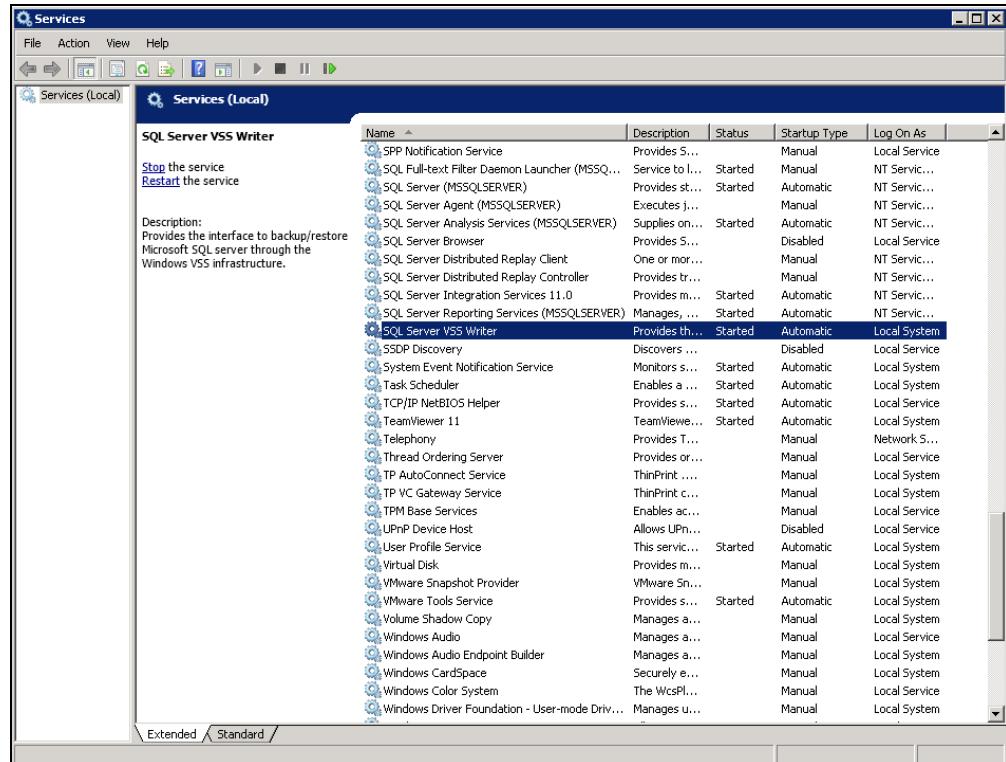 Services
File Action View Help
Services (Local)
Services (Local)
SQL Server VSS Writer
Stop the service
Restart the service
Description:
Provides the interface to backup/restore
Microsoft SQL server through the
Windows VSS infrastructure.
Name Description Status Startup Type Log On As
SPP Notification Service Provides S... Manual Local Service
SQL Full-text Filter Daemon Launcher (MSSQ... Service to l... Started Manual NT Servic...
SQL Server (MSSQLSERVER) Provides st... Started Automatic NT Servic...
SQL Server Agent (MSSQLSERVER) Executes j... Manual NT Servic...
SQL Server Analysis Services (MSSQLSERVER) Supplies on... Started Automatic NT Servic...
SQL Server Browser Provides S... Disabled Local Service
SQL Server Distributed Replay Client One or mor... Manual NT Servic...
SQL Server Distributed Replay Controller Provides tr... Manual NT Servic...
SQL Server Integration Services 11.0 Provides m... Started Automatic NT Servic...
SQL Server Reporting Services (MSSQLSERVER) Manages, ... Started Automatic NT Servic...
SQL Server VSS Writer Provides th... Started Automatic Local System
SSDP Discovery Discovers ... Disabled Local Service
System Event Notification Service Monitors s... Started Automatic Local System
Task Scheduler Enables a ... Started Automatic Local System
TCP/IP NetBIOS Helper Provides s... Started Automatic Local Service
TeamViewer 11 TeamViewe... Started Automatic Local System
Telephony Provides T... Manual Network S...
Thread Ordering Server Provides or... Manual Local Service
TP AutoConnect Service ThinPrint .... Manual Local System
TP VC Gateway Service ThinPrint c... Manual Local System
TPM Base Services Enables ac... Manual Local Service
UPnP Device Host Allows UPn... Disabled Local Service
User Profile Service This servic... Started Automatic Local System
Virtual Disk Provides m... Manual Local System
VMware Snapshot Provider VMware Sn... Manual Local System
VMware Tools Service Provides s... Started Automatic Local System
Volume Shadow Copy Manages a... Manual Local System
Windows Audio Manages a... Manual Local Service
Windows Audio Endpoint Builder Manages a... Manual Local System
Windows CardSpace Securely e... Manual Local System
Windows Color System The WcsPl... Manual Local Service
Windows Driver Foundation - User-mode Driv... Manages u... Manual Local System
Extended Standard